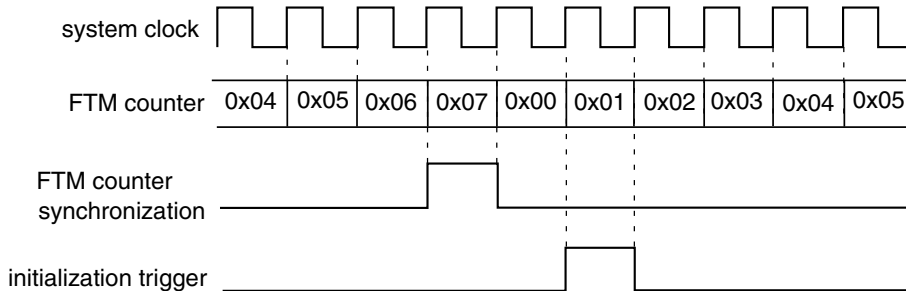 system clock
FTM counter 0x04 0x05 0x06 0x07 0x00 0x01 0x02 0x03 0x04 0x05
FTM counter
synchronization
initialization trigger